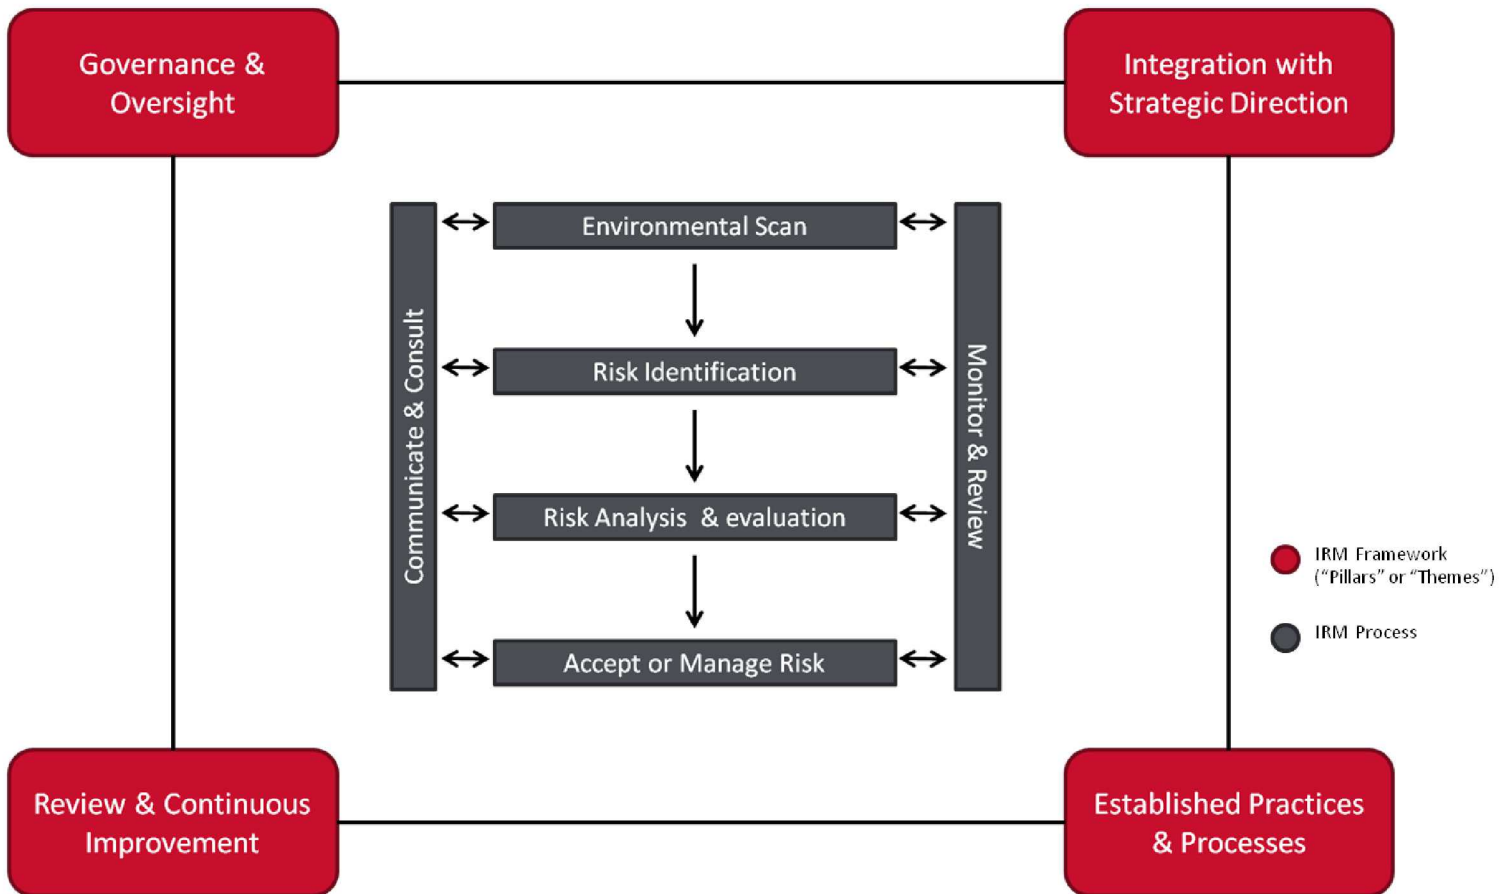 Governance &
Oversight
Integration with
Strategic Direction
Environmental Scan
Risk Identification
Risk Analysis  & evaluation
Accept or Manage Risk
Communicate & Consult
Monitor & Review
IRM Framework
(“Pillars” or “Themes”)
IRM Process
Review & Continuous
Improvement
Established Practices
& Processes